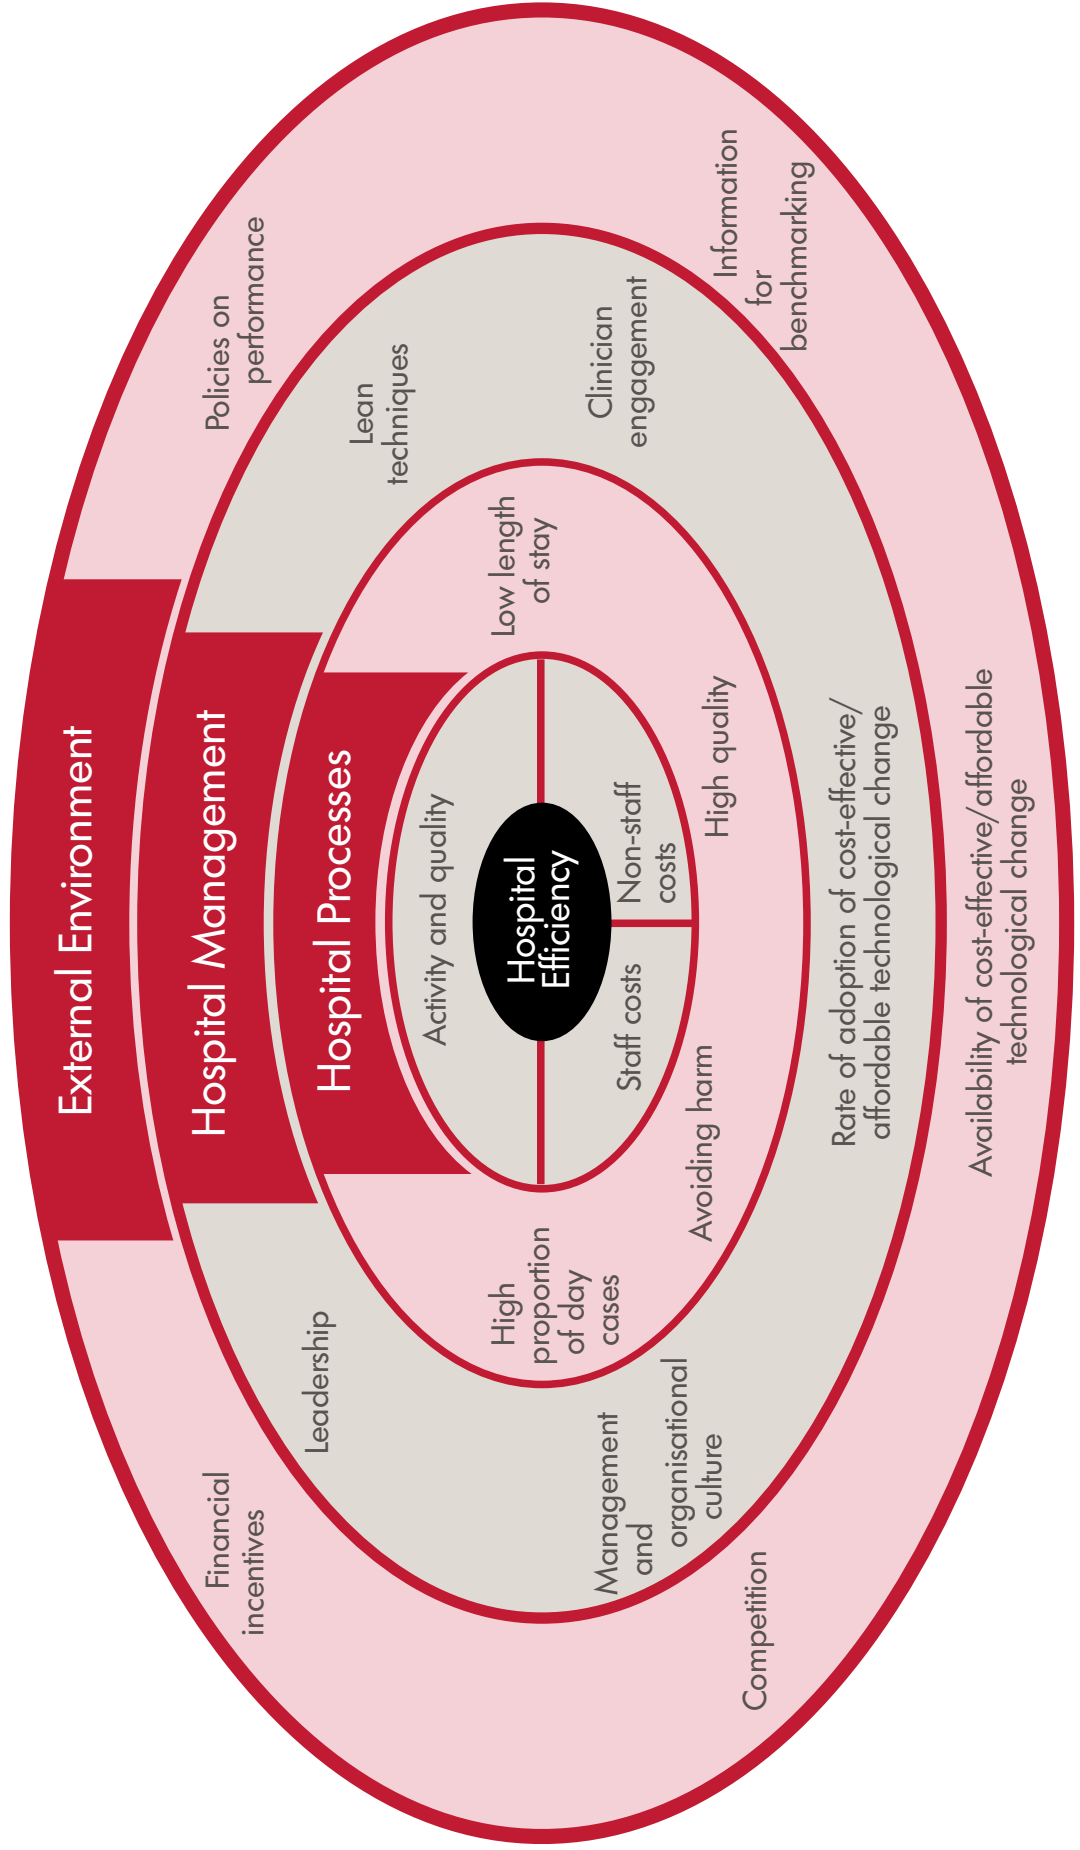 External Environment
Financial
incentives
Policies on
performance
Hospital Management
Leadership
Lean
techniques
Hospital Processes
Activity and quality
High
proportion
of day
cases
Low length
of stay
Hospital
Efficiency
Staff costs
Non-staff
costs
Management
and
organisational
culture
Clinician
engagement
Avoiding harm
High quality
Competition
Information
for
benchmarking
Rate of adoption of cost-effective/
affordable technological change
Availability of cost-effective/affordable
technological change